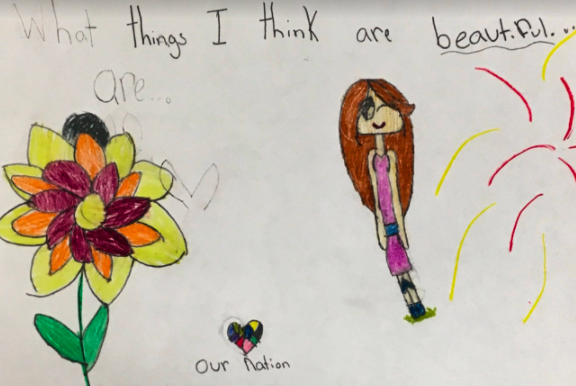 What things I think are beautiful...
are...
our nation